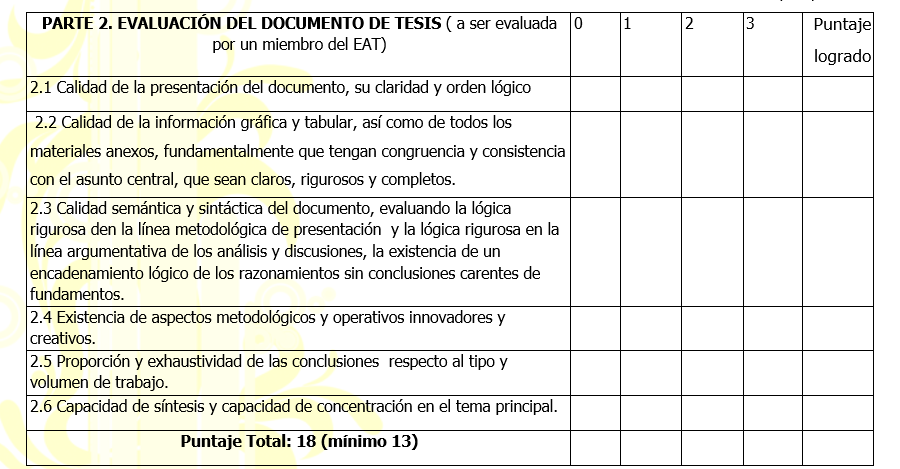 PARTE 2. EVALUACIÓN DEL DOCUMENTO DE TESIS ( a ser evaluada
por un miembro del EAT)
0
1
2
3
Puntaje
logrado
2.1 Calidad de la presentación del documento, su claridad y orden lógico
2.2 Calidad de la información gráfica y tabular, así como de todos los
materiales anexos, fundamentalmente que tengan congruencia y consistencia
con el asunto central, que sean claros, rigurosos y completos.
2.3 Calidad semántica y sintáctica del documento, evaluando la lógica
rigurosa den la línea metodológica de presentación y la lógica rigurosa en la
línea argumentativa de los análisis y discusiones, la existencia de un
encadenamiento lógico de los razonamientos sin conclusiones carentes de
fundamentos.
2.4 Existencia de aspectos metodológicos y operativos innovadores y
creativos.
2.5 Proporción y exhaustividad de las conclusiones respecto al tipo y
volumen de trabajo.
2.6 Capacidad de síntesis y capacidad de concentración en el tema principal.
Puntaje Total: 18 (mínimo 13)